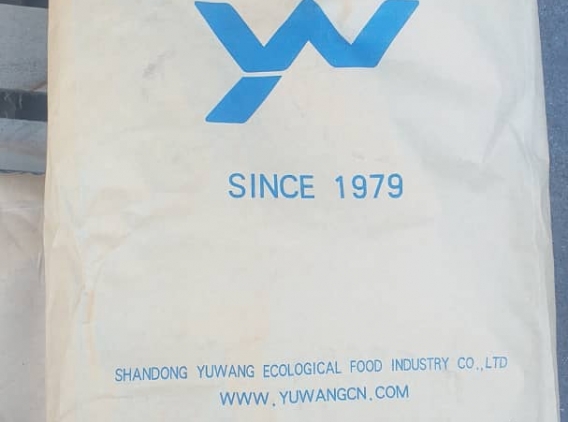 SINCE 1979
SHANDONG YUWANG ECOLOGICAL FOOD INDUSTRY CO.,LTD
WWW.YUWANGCN.COM